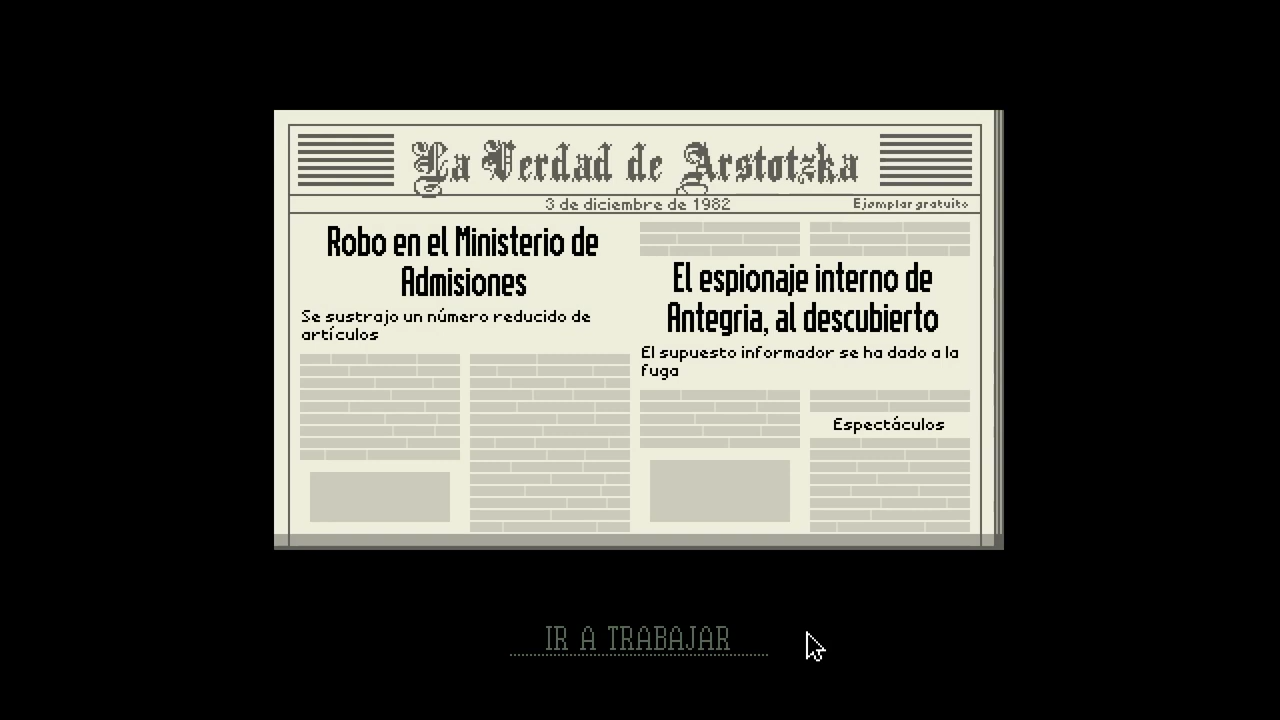 La Verdad de Arstotzka
3 de diciembre de 1982
Ejemplar gratuito
Robo en el Ministerio de
Admisiones
Se sustrajo un número reducido de
artículos
El espionaje interno de
Antegria, al descubierto
El supuesto informador se ha dado a la
fuga
Espectáculos
IR A TRABAJAR